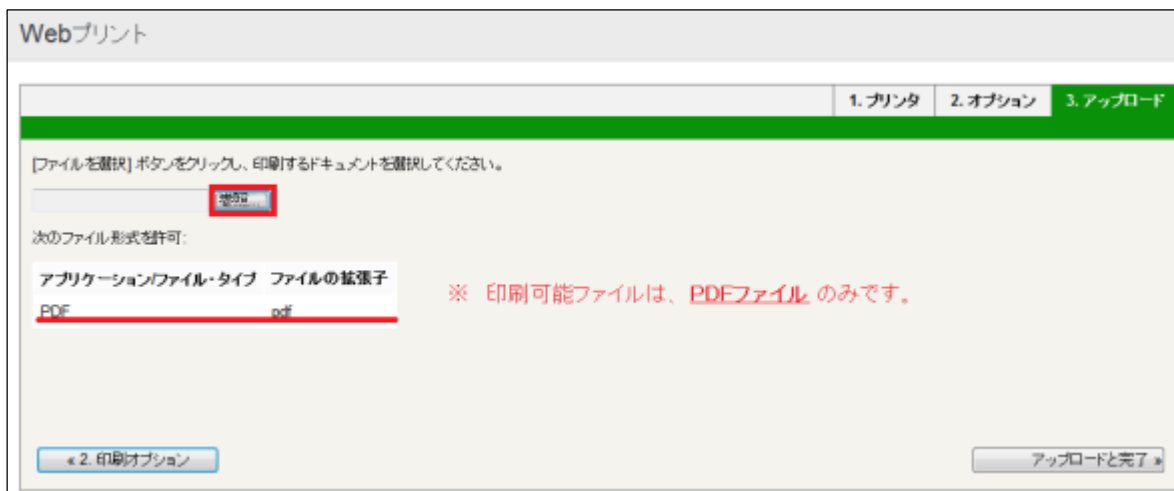 Webプリント
1. プリンタ 2. オプション 3. アップロード
[ファイルを選択] ボタンをクリックし、印刷するドキュメントを選択してください。
参照...
次のファイル形式を許可:
アプリケーション/ファイル・タイプ ファイルの拡張子
PDF pdf
※ 印刷可能ファイルは、PDFファイル のみです。
« 2. 印刷オプション アップロードと完了 »